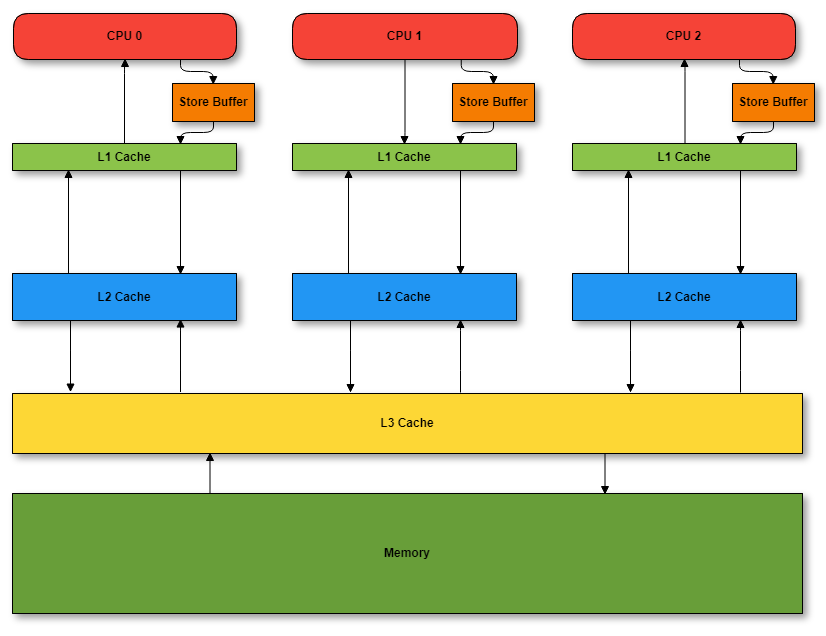 CPU 0
CPU 1
CPU 2
Store Buffer
Store Buffer
Store Buffer
L1 Cache
L1 Cache
L1 Cache
L2 Cache
L2 Cache
L2 Cache
L3 Cache
Memory